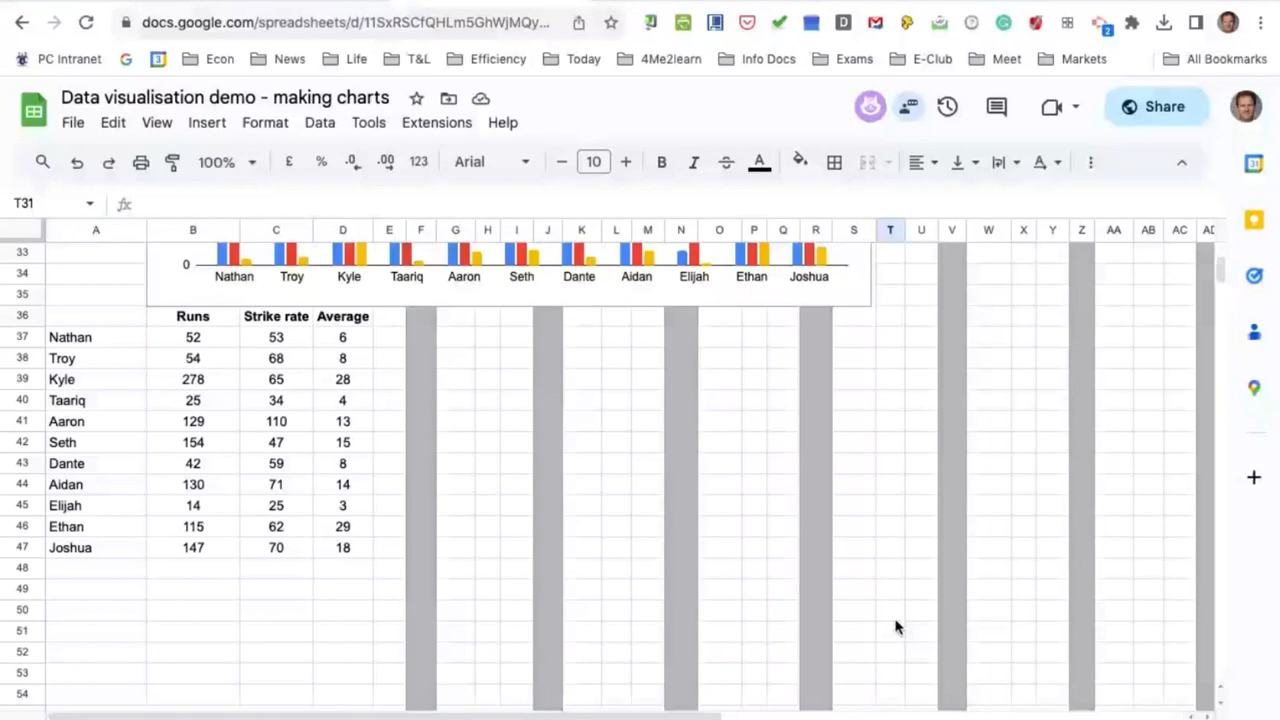 docs.google.com/spreadsheets/d/11SxRSCfQHLm5GhWjMQy...
PC Intranet Econ News Life T&L Efficiency Today 4Me2learn Info Docs Exams E-Club Meet Markets All Bookmarks
Data visualisation demo - making charts
Share
File Edit View Insert Format Data Tools Extensions Help
100% £ % .0 .00 123 Arial 10 B I A
T31 fx
A B C D E F G H I J K L M N O P Q R S T U V W X Y Z AA AB AC AD
33
0
34 Nathan Troy Kyle Taariq Aaron Seth Dante Aidan Elijah Ethan Joshua
35
36 Runs Strike rate Average
37 Nathan 52 53 6
38 Troy 54 68 8
39 Kyle 278 65 28
40 Taariq 25 34 4
41 Aaron 129 110 13
42 Seth 154 47 15
43 Dante 42 59 8
44 Aidan 130 71 14
45 Elijah 14 25 3
46 Ethan 115 62 29
47 Joshua 147 70 18
48
49
50
51
52
53
54